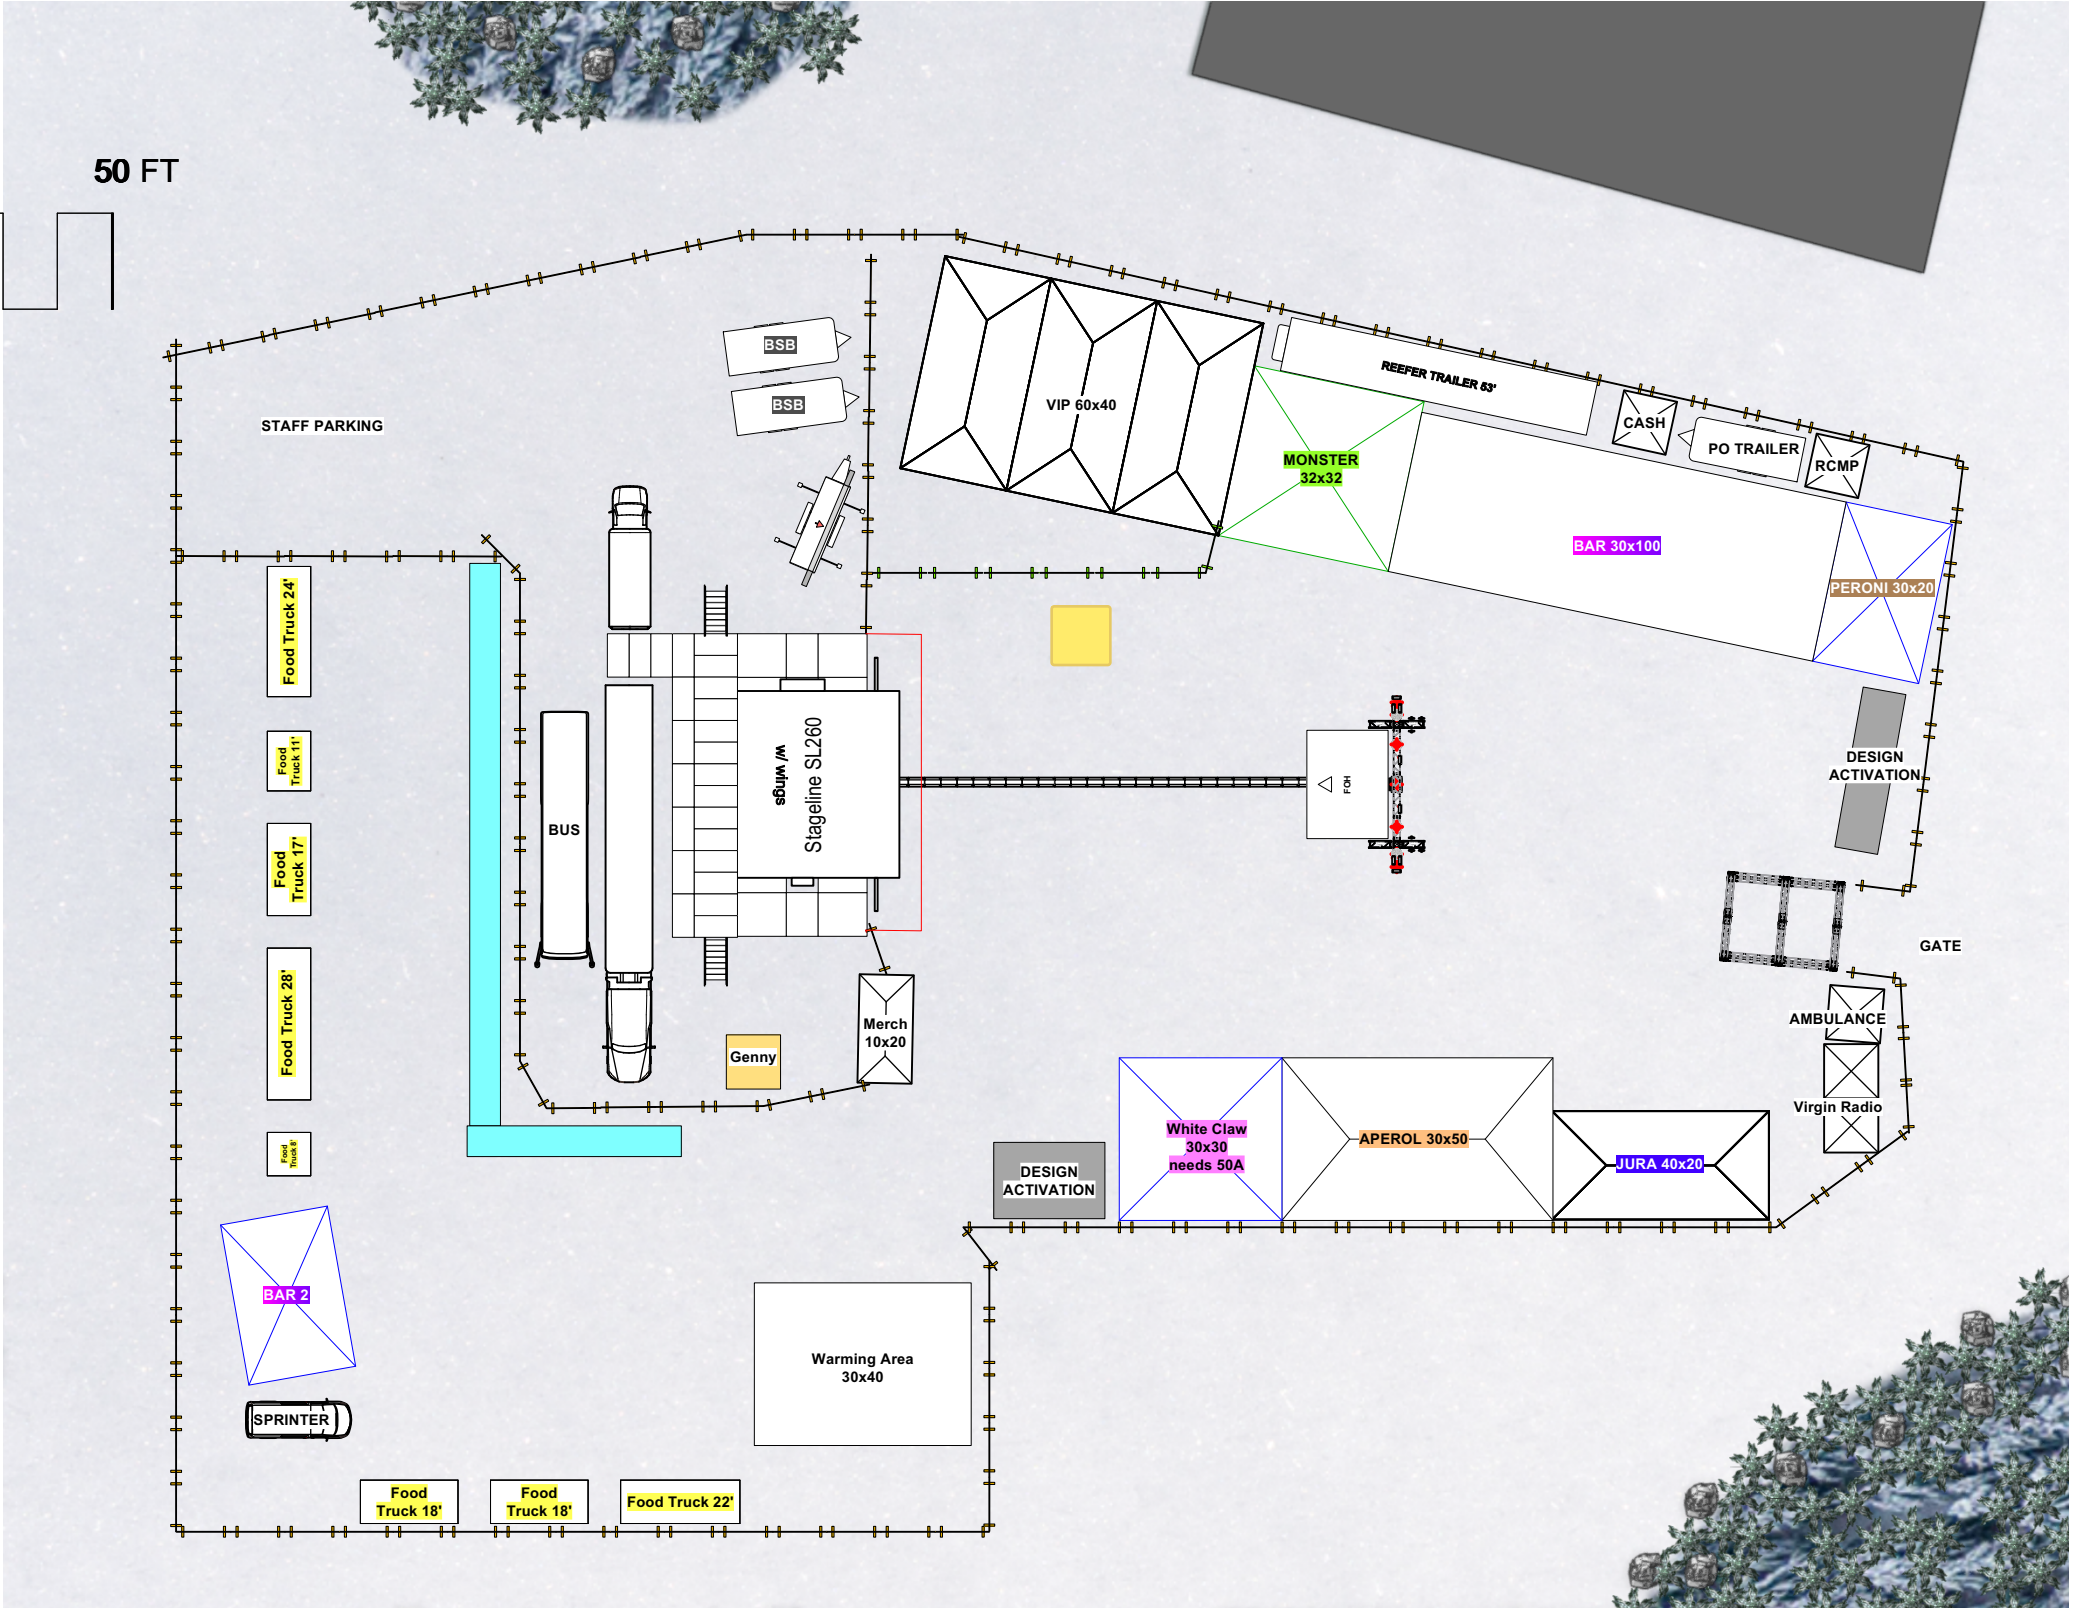 50 FT
BSB
BSB
STAFF PARKING
VIP 60x40
REEFER TRAILER 53'
CASH
PO TRAILER
RCMP
MONSTER
32x32
BAR 30x100
PERONI 30x20
Food Truck 24'
Food
Truck 11'
Food
Truck 17'
Food Truck 28'
Food
Truck 8'
BUS
w/ wings
Stageline SL260
FOH
DESIGN
ACTIVATION
GATE
AMBULANCE
Virgin Radio
Merch
10x20
Genny
DESIGN
ACTIVATION
White Claw
30x30
needs 50A
APEROL 30x50
JURA 40x20
BAR 2
SPRINTER
Warming Area
30x40
Food
Truck 18'
Food
Truck 18'
Food Truck 22'